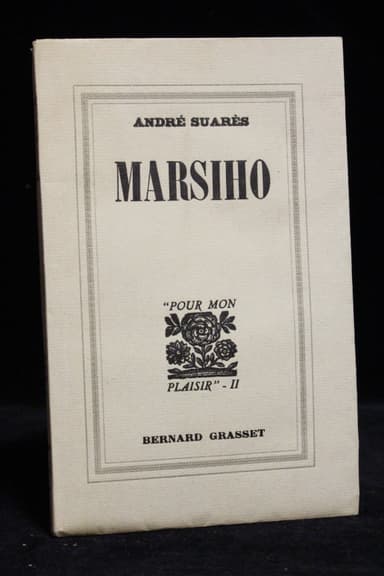 ANDRÉ SUARÈS
MARSIHO
"POUR MON
PLAISIR" - II
BERNARD GRASSET